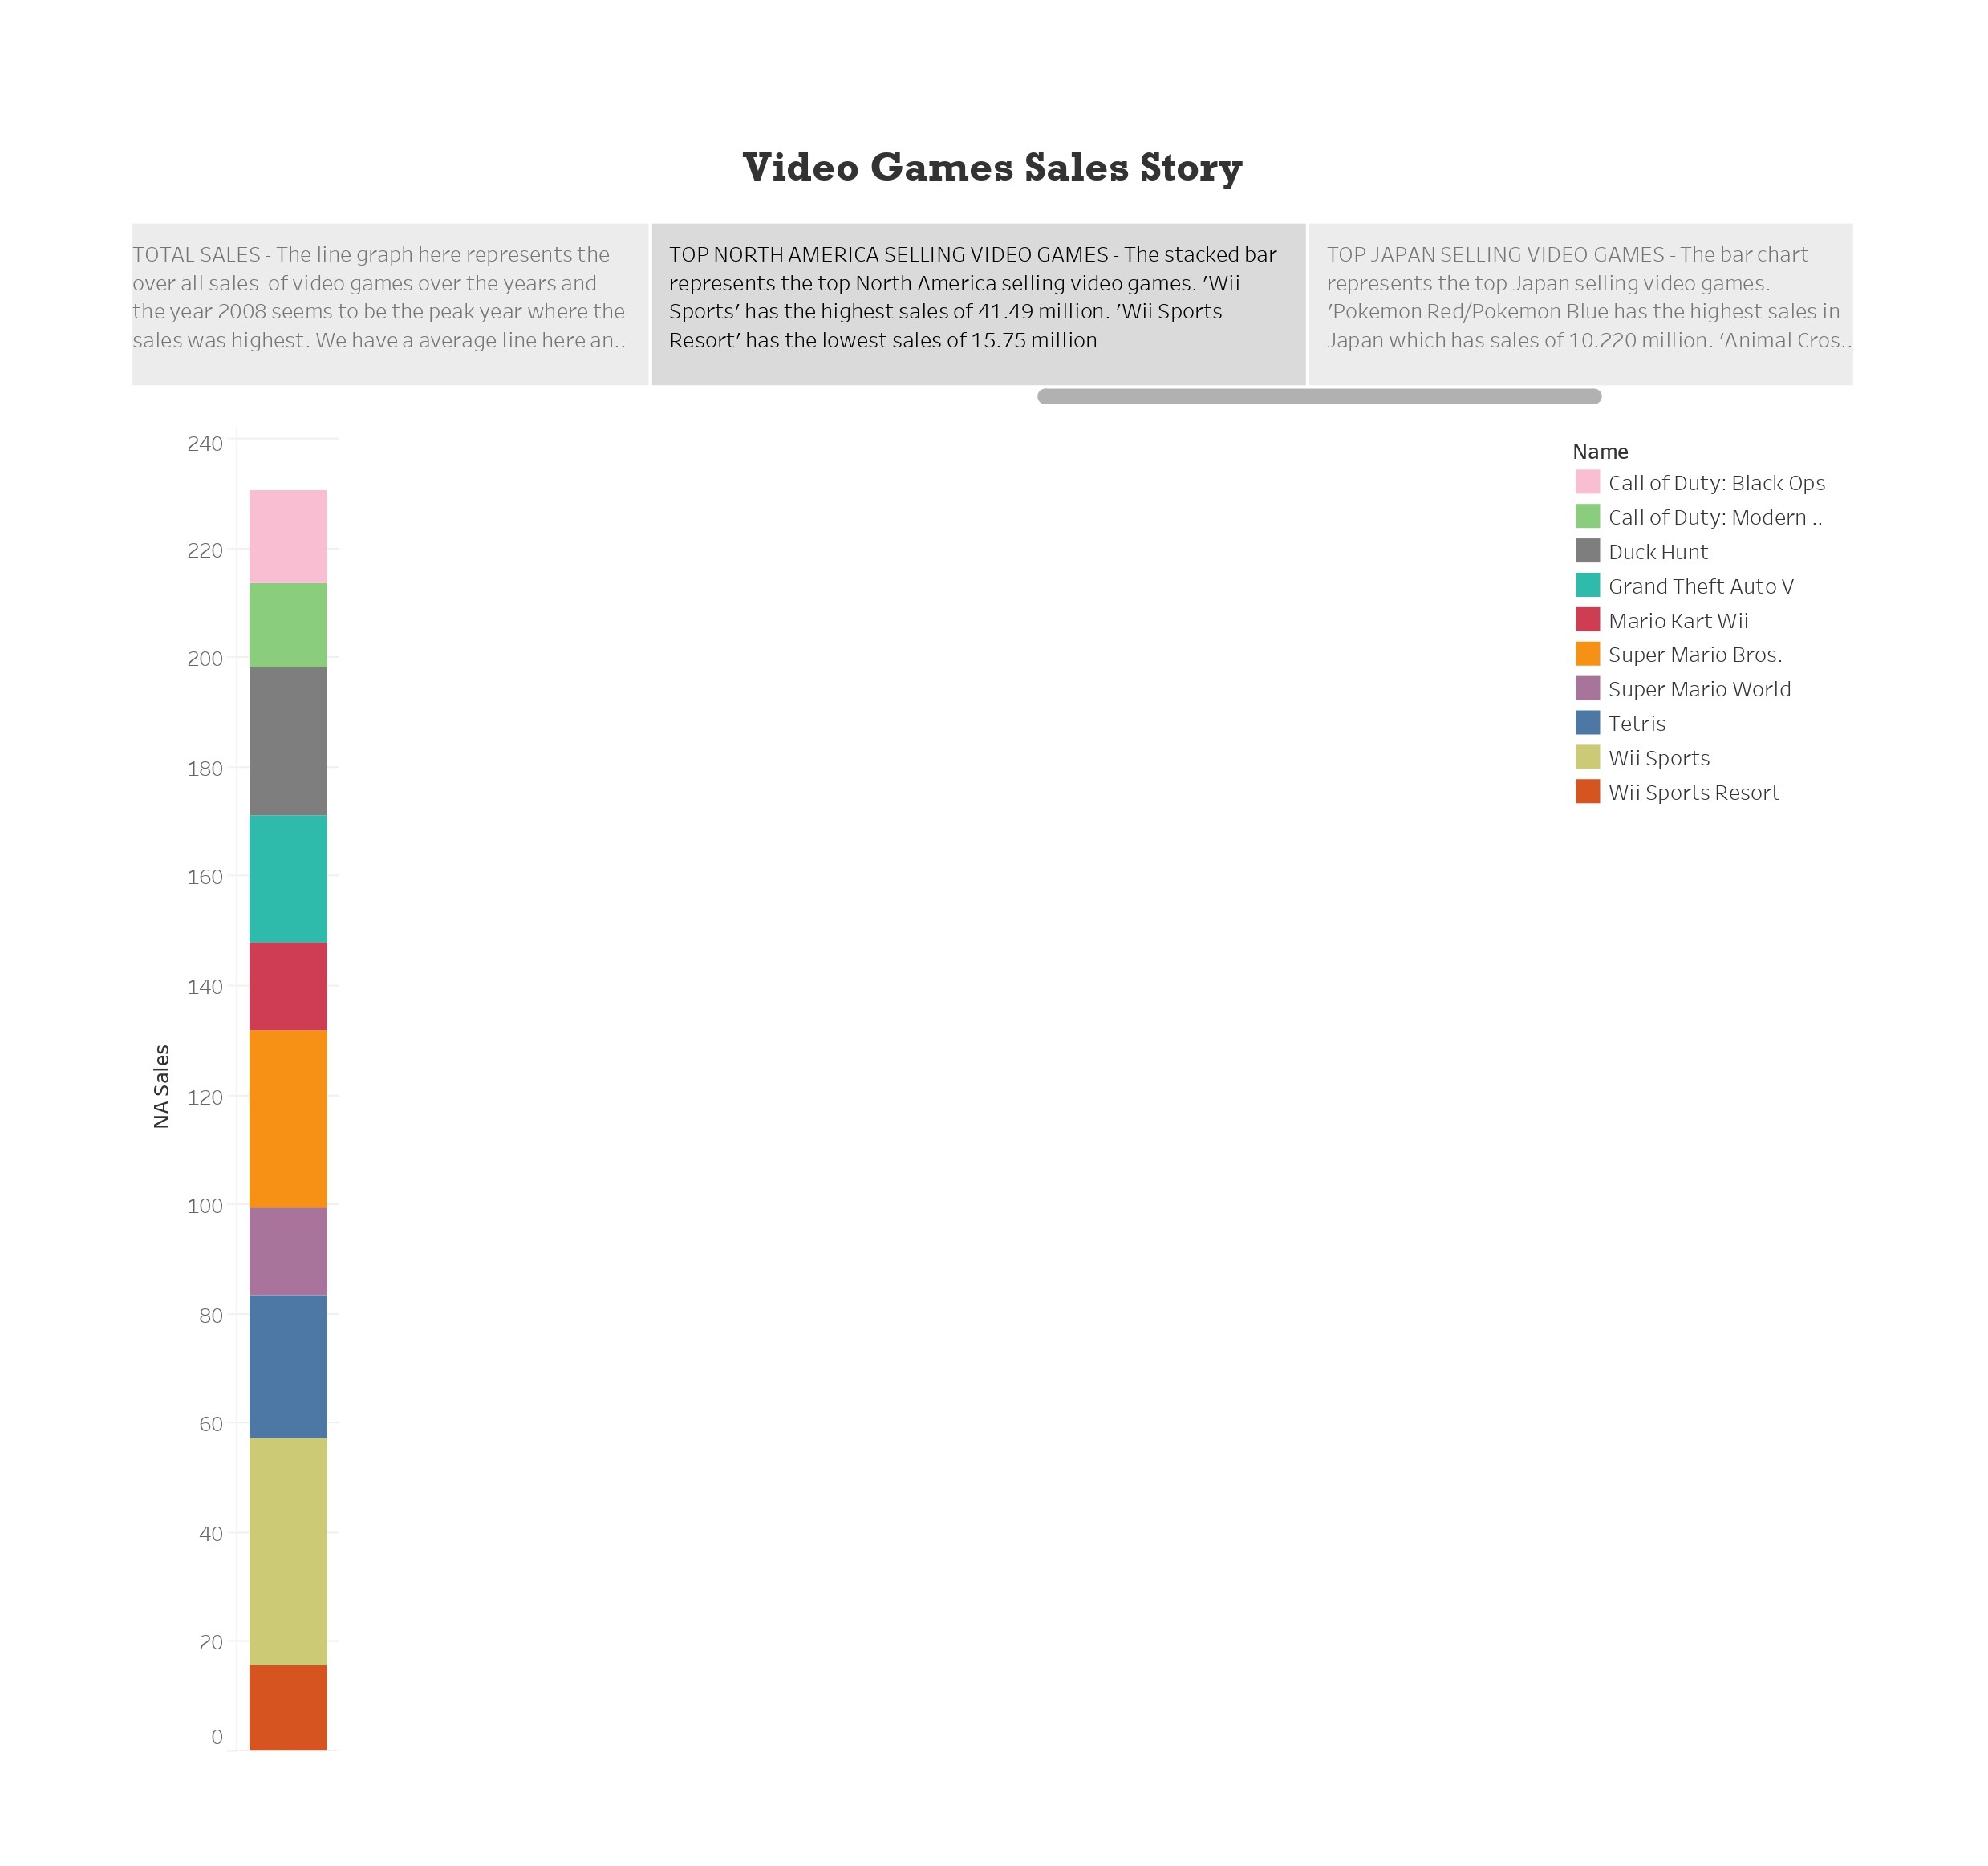 Video Games Sales Story
TOTAL SALES - The line graph here represents the
over all sales  of video games over the years and
the year 2008 seems to be the peak year where the
sales was highest. We have a average line here an..
TOP NORTH AMERICA SELLING VIDEO GAMES - The stacked bar
represents the top North America selling video games. 'Wii
Sports' has the highest sales of 41.49 million. 'Wii Sports
Resort' has the lowest sales of 15.75 million
TOP JAPAN SELLING VIDEO GAMES - The bar chart
represents the top Japan selling video games.
'Pokemon Red/Pokemon Blue has the highest sales in
Japan which has sales of 10.220 million. 'Animal Cros..
240
220
200
180
160
140
120
100
80
60
40
20
0
NA Sales
Name
Call of Duty: Black Ops
Call of Duty: Modern ..
Duck Hunt
Grand Theft Auto V
Mario Kart Wii
Super Mario Bros.
Super Mario World
Tetris
Wii Sports
Wii Sports Resort